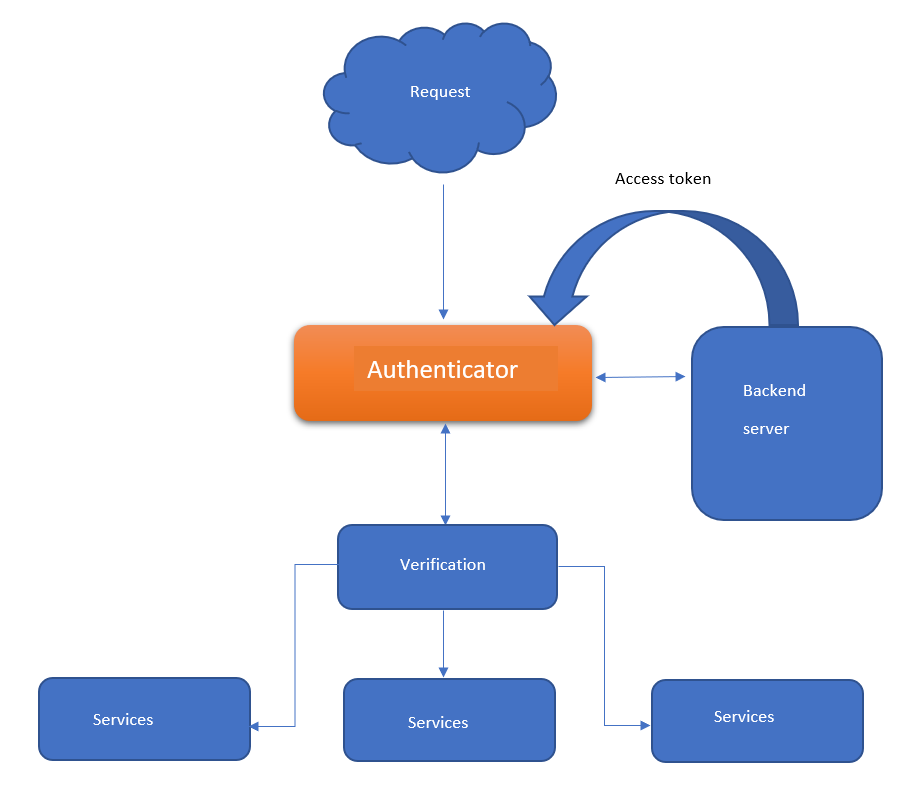 Request
Access token
Authenticator
Backend
server
Verification
Services
Services
Services